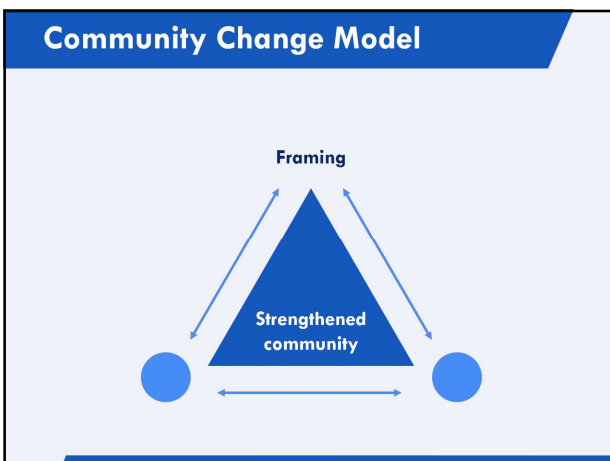 Community Change Model
Framing
Strengthened
community